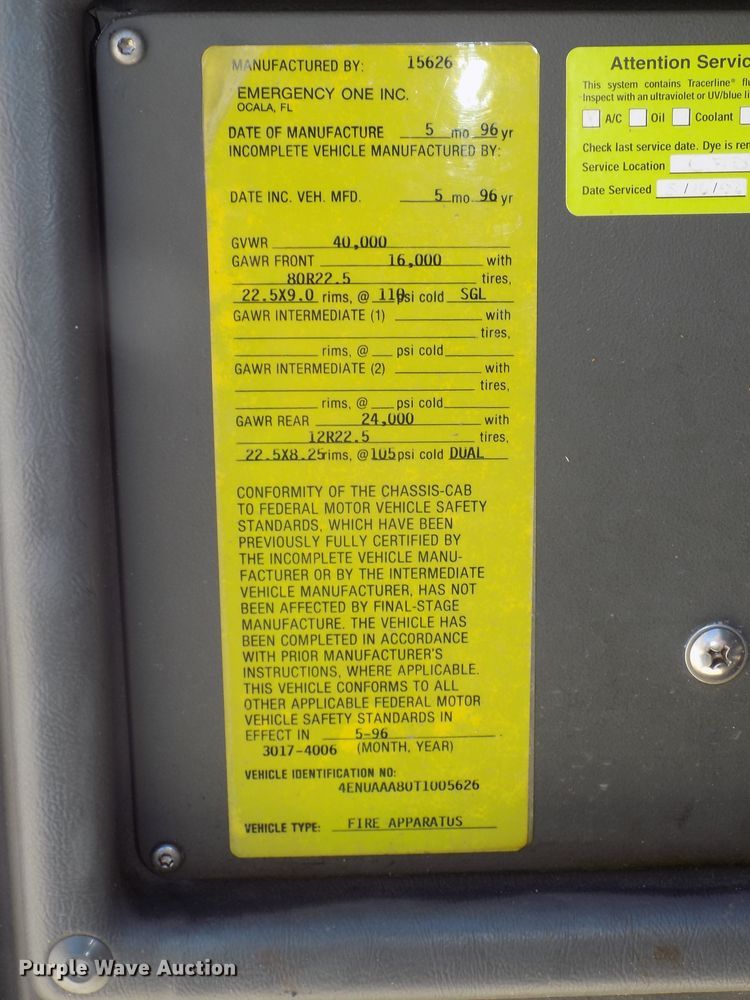 MANUFACTURED BY: 15626
EMERGENCY ONE INC.
OCALA, FL
DATE OF MANUFACTURE 5 mo 96 yr
INCOMPLETE VEHICLE MANUFACTURED BY:
DATE INC. VEH. MFD. 5 mo. 96 yr
GVWR 40,000
GAWR FRONT 16,000 with
80R22.5 tires,
22.5X9.0 rims, @ psi cold SGL
GAWR INTERMEDIATE (1) with
tires,
rims, @ psi cold
GAWR INTERMEDIATE (2) with
tires,
rims, @ psi cold
GAWR REAR 24,000 with
12R22.5 tires,
22.5X8.25 rims, @ 105 psi cold DUAL
CONFORMITY OF THE CHASSIS-CAB
TO FEDERAL MOTOR VEHICLE SAFETY
STANDARDS, WHICH HAVE BEEN
PREVIOUSLY FULLY CERTIFIED BY
THE INCOMPLETE VEHICLE MANU-
FACTURER OR BY THE INTERMEDIATE
VEHICLE MANUFACTURER, HAS NOT
BEEN AFFECTED BY FINAL-STAGE
MANUFACTURE. THE VEHICLE HAS
BEEN COMPLETED IN ACCORDANCE
WITH PRIOR MANUFACTURER'S
INSTRUCTIONS, WHERE APPLICABLE.
THIS VEHICLE CONFORMS TO ALL
OTHER APPLICABLE FEDERAL MOTOR
VEHICLE SAFETY STANDARDS IN
EFFECT IN 5-96.
3017-4006 (MONTH, YEAR)
VEHICLE IDENTIFICATION NO:
4ENUAAA80T1005626
VEHICLE TYPE: FIRE APPARATUS
Attention Servic
This system contains Tracerline® flu
Inspect with an ultraviolet or UV/blue li
A/C Oil Coolant
Check last service date. Dye is rem
Service Location
Date Serviced
Purple Wave Auction